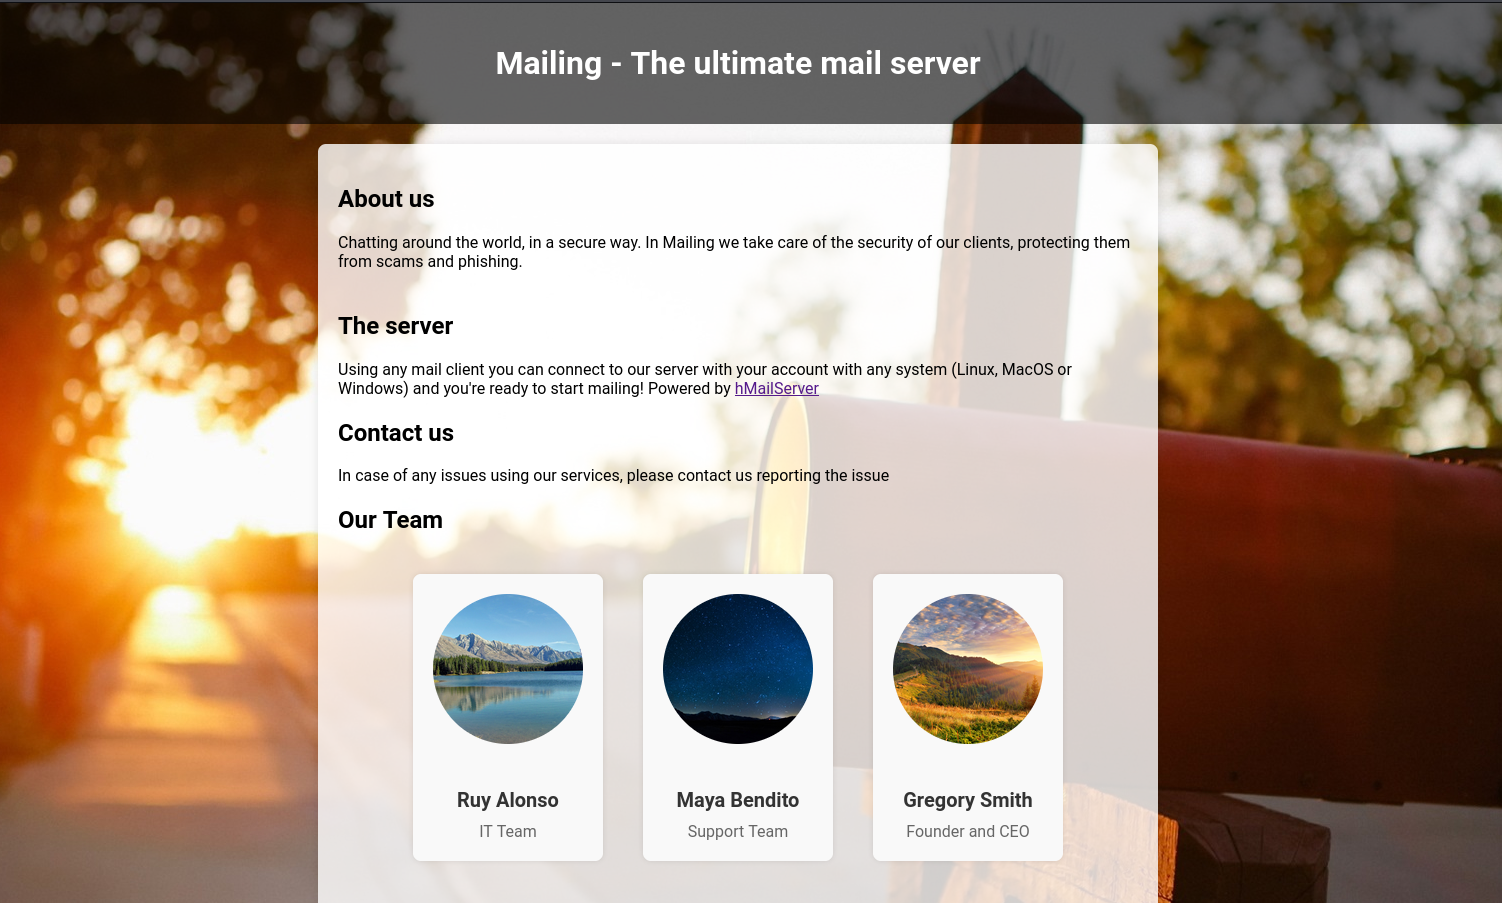 Mailing - The ultimate mail server
About us
Chatting around the world, in a secure way. In Mailing we take care of the security of our clients, protecting them
from scams and phishing.
The server
Using any mail client you can connect to our server with your account with any system (Linux, MacOS or
Windows) and you're ready to start mailing! Powered by hMailServer
Contact us
In case of any issues using our services, please contact us reporting the issue
Our Team
Ruy Alonso
IT Team
Maya Bendito
Support Team
Gregory Smith
Founder and CEO